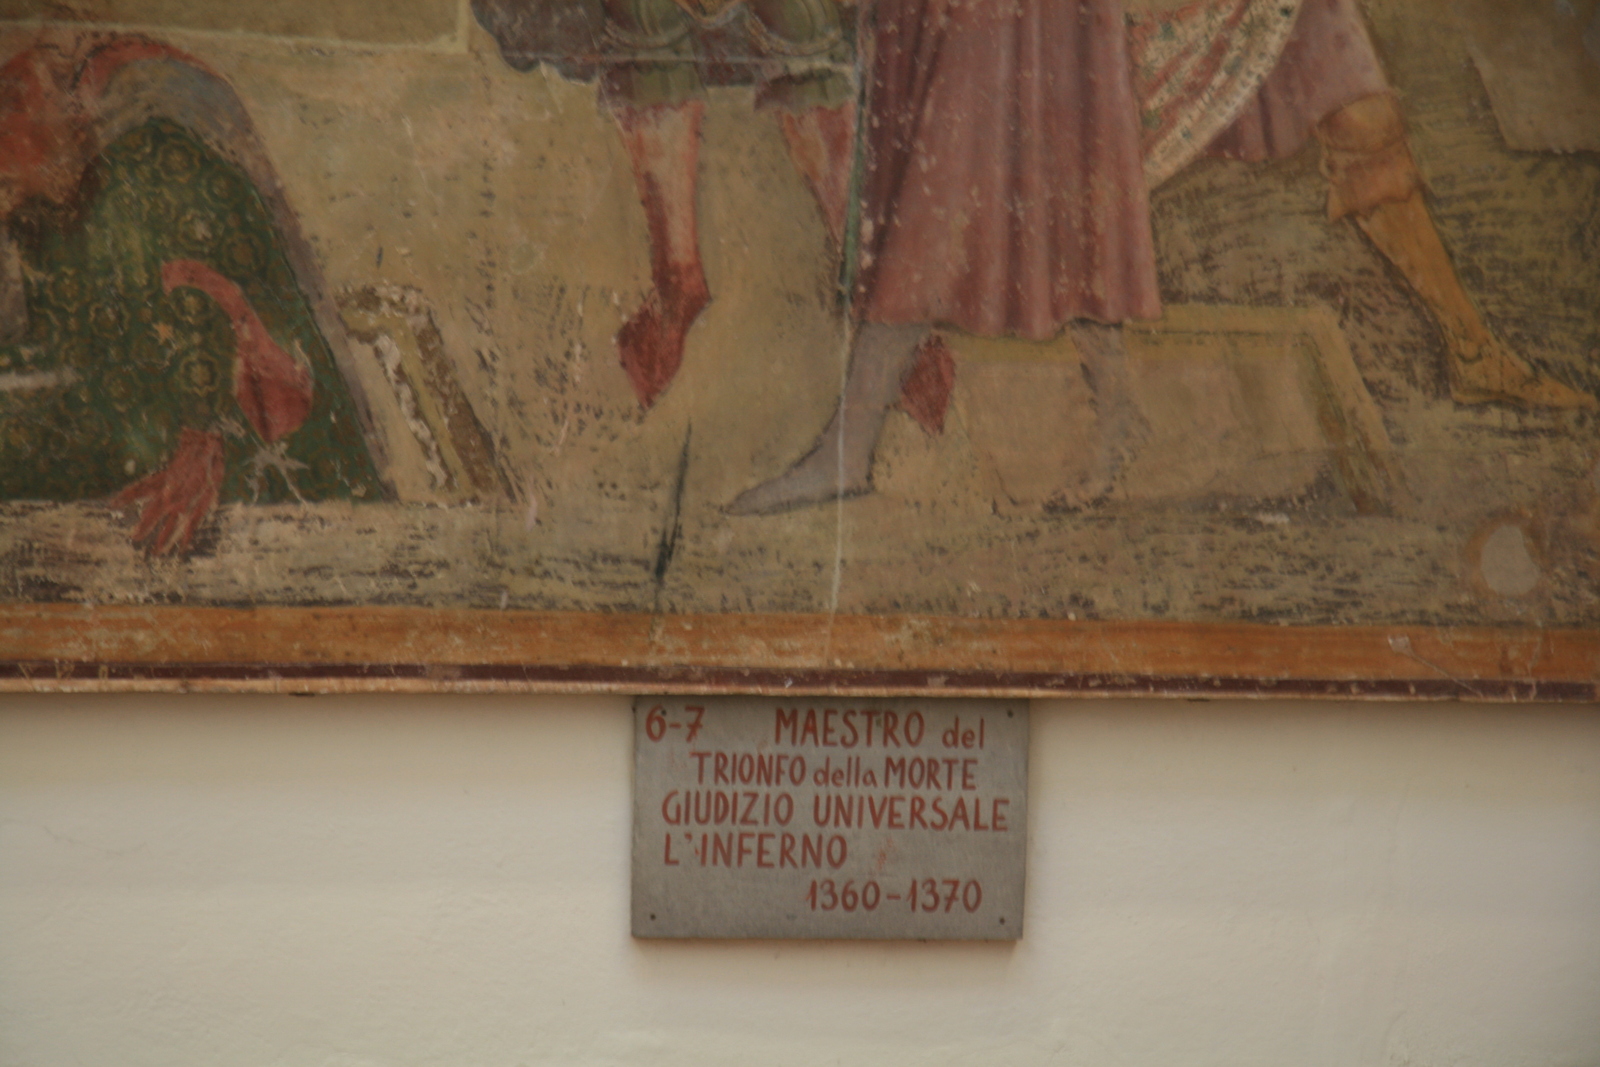 6-7 MAESTRO del
TRIONFO della MORTE
GIUDIZIO UNIVERSALE
L'INFERNO
1360-1370